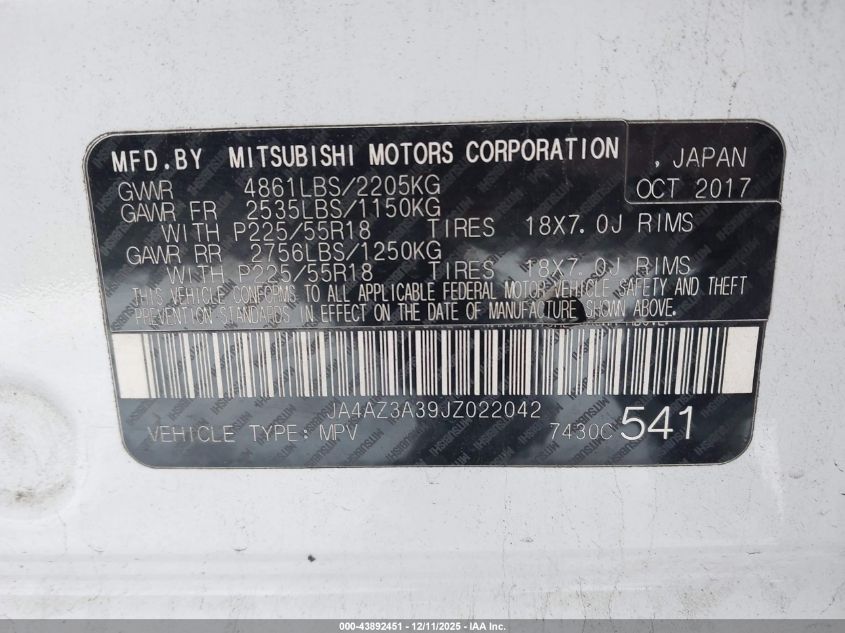 MFD.BY MITSUBISHI MOTORS CORPORATION , JAPAN
GVWR 4861LBS/2205KG OCT 2017
GAWR FR 2535LBS/1150KG
WITH P225/55R18 TIRES 18X7.0J RIMS
GAWR RR 2756LBS/1250KG
WITH P225/55R18 TIRES 18X7.0J RIMS
THIS VEHICLE CONFORMS TO ALL APPLICABLE FEDERAL MOTOR VEHICLE SAFETY AND THEFT
PREVENTION STANDARDS IN EFFECT ON THE DATE OF MANUFACTURE SHOWN ABOVE.
JA4AZ3A39JZ022042
VEHICLE TYPE: MPV 7430C 541
000-43892451 - 12/11/2025 - IAA Inc.